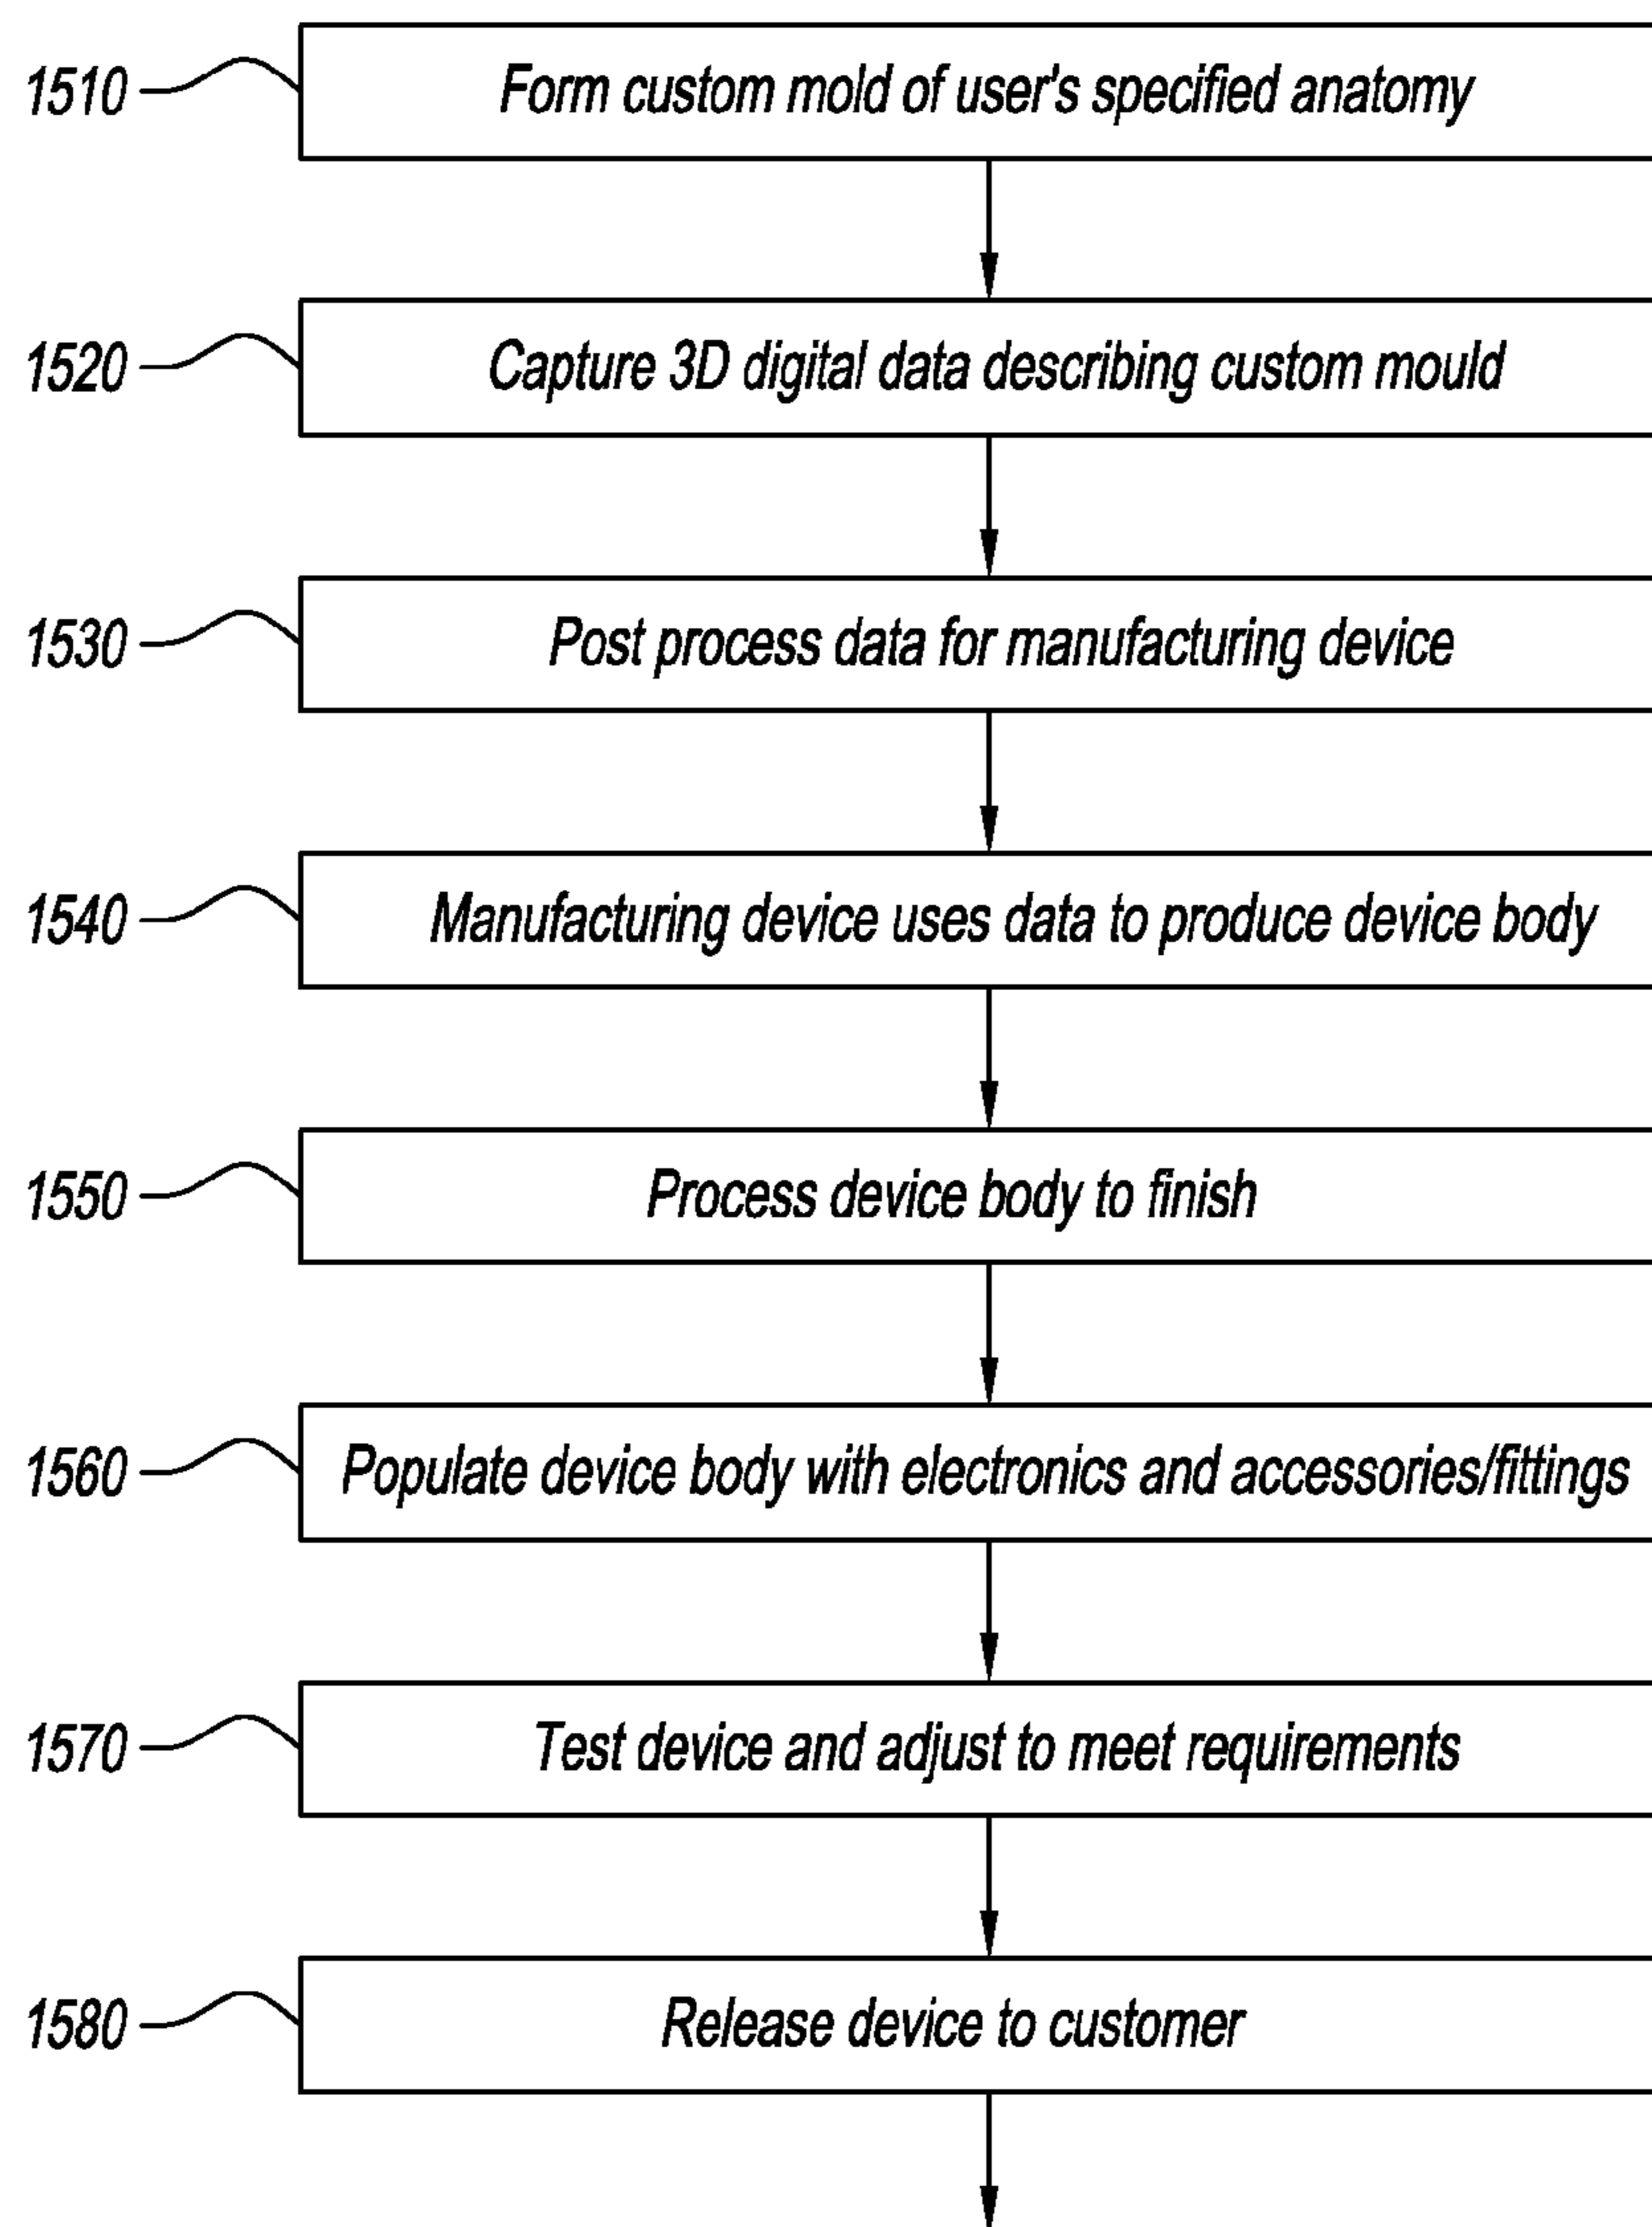 1510 Form custom mold of user's specified anatomy
1520 Capture 3D digital data describing custom mould
1530 Post process data for manufacturing device
1540 Manufacturing device uses data to produce device body
1550 Process device body to finish
1560 Populate device body with electronics and accessories/fittings
1570 Test device and adjust to meet requirements
1580 Release device to customer